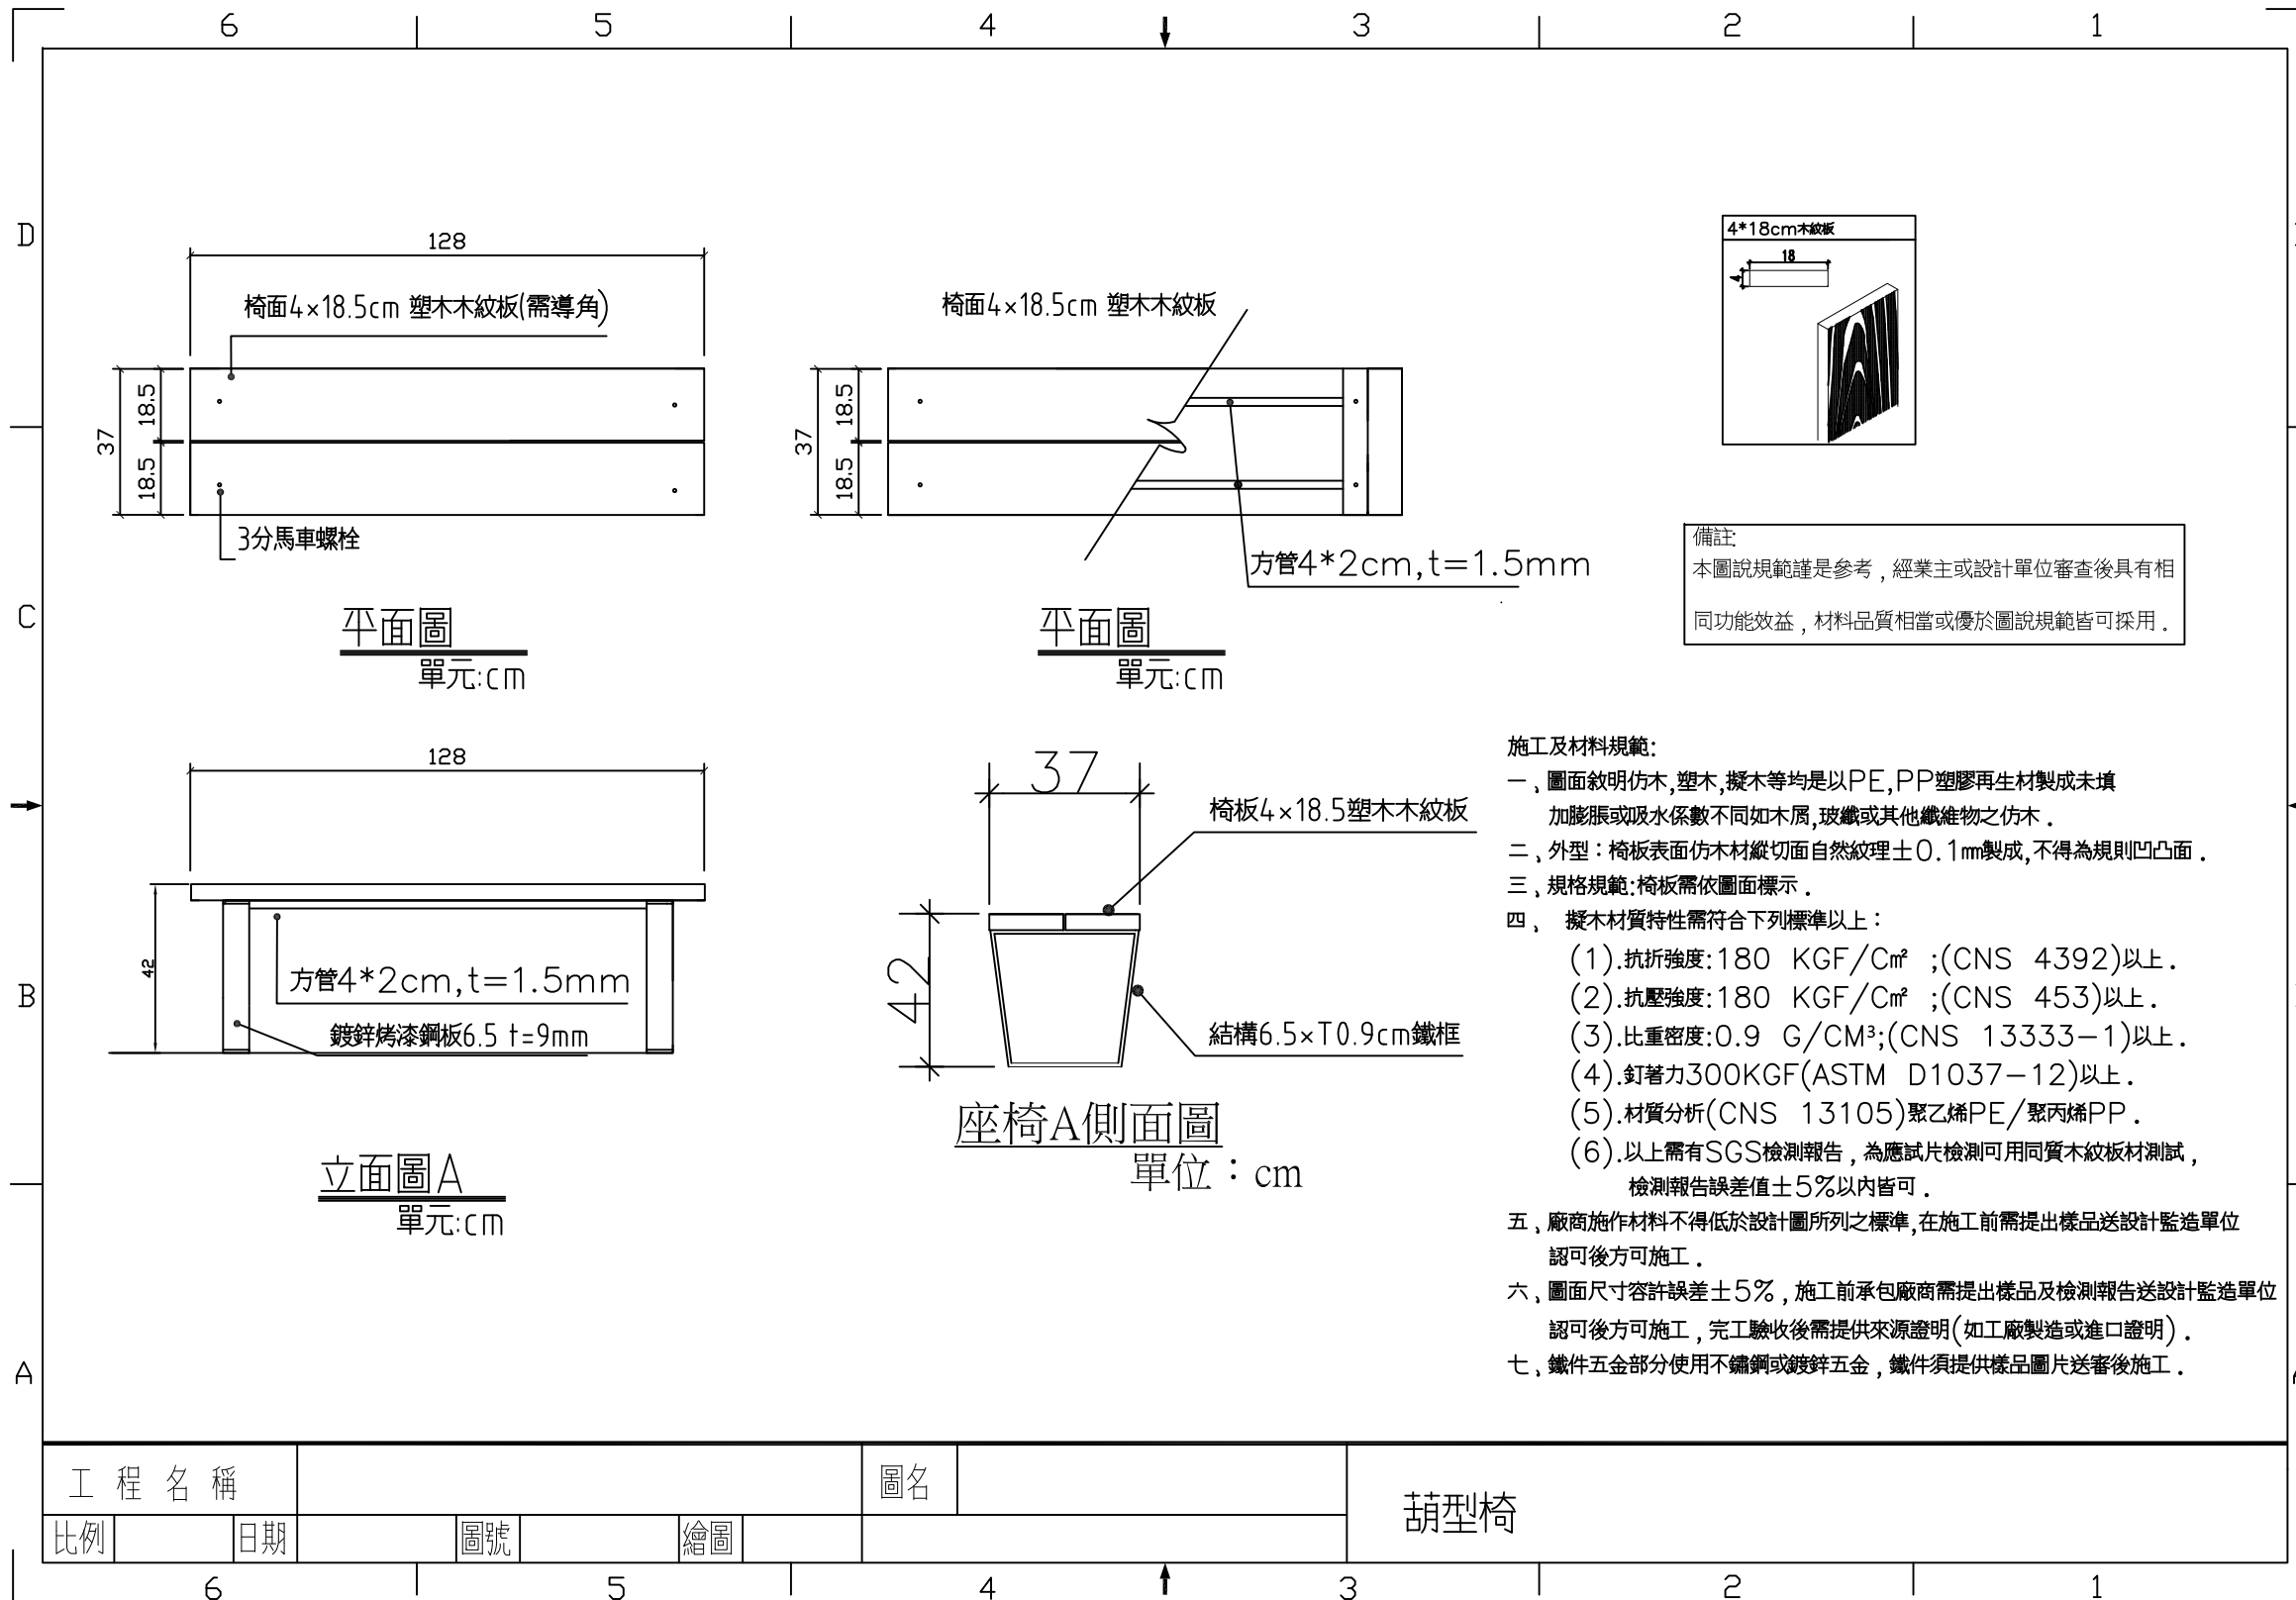 6 5 4 3 2 1
D
C
B
A
128
椅面4×18.5cm 塑木木紋板(需導角)
37
18.5
18.5
3分馬車螺栓
平面圖
單元:cm
椅面4×18.5cm 塑木木紋板
37
18.5
18.5
方管4*2cm,t=1.5mm
平面圖
單元:cm
4*18cm木紋板
18
4
備註:
本圖說規範謹是參考,經業主或設計單位審查後具有相
同功能效益,材料品質相當或優於圖說規範皆可採用.
128
42
方管4*2cm,t=1.5mm
鍍鋅烤漆鋼板6.5 t=9mm
立面圖A
單元:cm
37
42
椅板4×18.5塑木木紋板
結構6.5×T0.9cm鐵框
座椅A側面圖
單位：cm
施工及材料規範:
一、圖面敘明仿木,塑木,擬木等均是以PE,PP塑膠再生材製成未填
加膨脹或吸水係數不同如木屑,玻纖或其他纖維物之仿木.
二、外型：椅板表面仿木材縱切面自然紋理±0.1mm製成,不得為規則凹凸面.
三、規格規範:椅板需依圖面標示.
四、 擬木材質特性需符合下列標準以上：
(1).抗折強度:180 KGF/Cm² ;(CNS 4392)以上.
(2).抗壓強度:180 KGF/Cm² ;(CNS 453)以上.
(3).比重密度:0.9 G/CM³;(CNS 13333-1)以上.
(4).釘著力300KGF(ASTM D1037-12)以上.
(5).材質分析(CNS 13105)聚乙烯PE/聚丙烯PP.
(6).以上需有SGS檢測報告,為應試片檢測可用同質木紋板材測試,
檢測報告誤差值±5%以內皆可.
五、廠商施作材料不得低於設計圖所列之標準,在施工前需提出樣品送設計監造單位
認可後方可施工.
六、圖面尺寸容許誤差±5%,施工前承包廠商需提出樣品及檢測報告送設計監造單位
認可後方可施工,完工驗收後需提供來源證明(如工廠製造或進口證明).
七、鐵件五金部分使用不鏽鋼或鍍鋅五金,鐵件須提供樣品圖片送審後施工.
工程名稱
圖名
葫型椅
比例
日期
圖號
繪圖
6 5 4 3 2 1